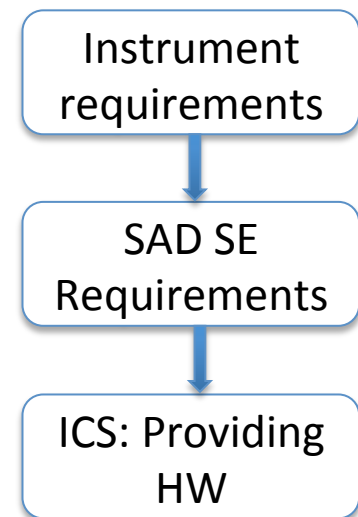 Instrument
requirements
SAD SE
Requirements
ICS: Providing
HW